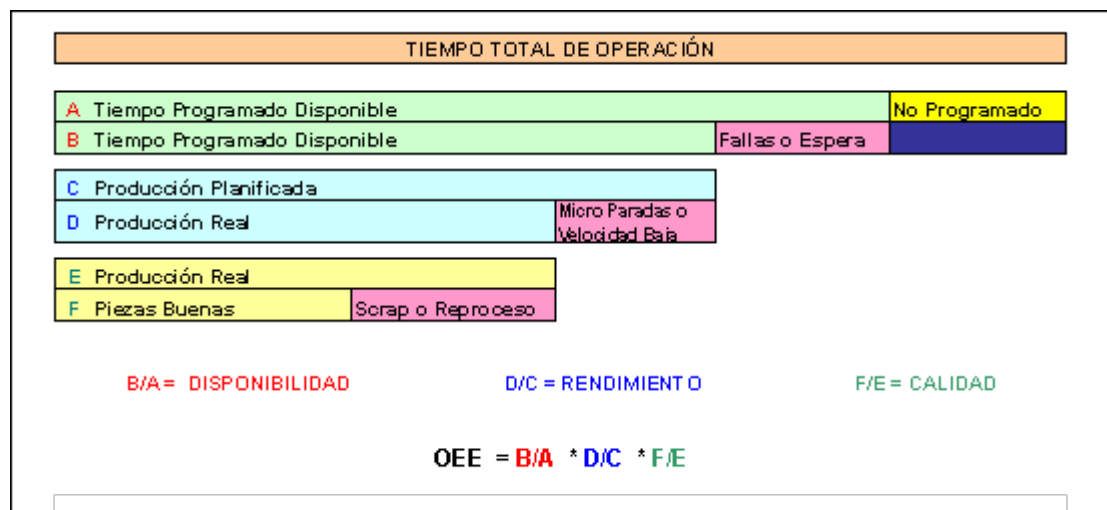 TIEMPO TOTAL DE OPERACIÓN
A Tiempo Programado Disponible No Programado
B Tiempo Programado Disponible Fallas o Espera
C Producción Planificada
D Producción Real Micro Paradas o
Velocidad Baja
E Producción Real
F Piezas Buenas Scrap o Reproceso
B/A = DISPONIBILIDAD D/C = RENDIMIENTO F/E = CALIDAD
OEE = B/A * D/C * F/E